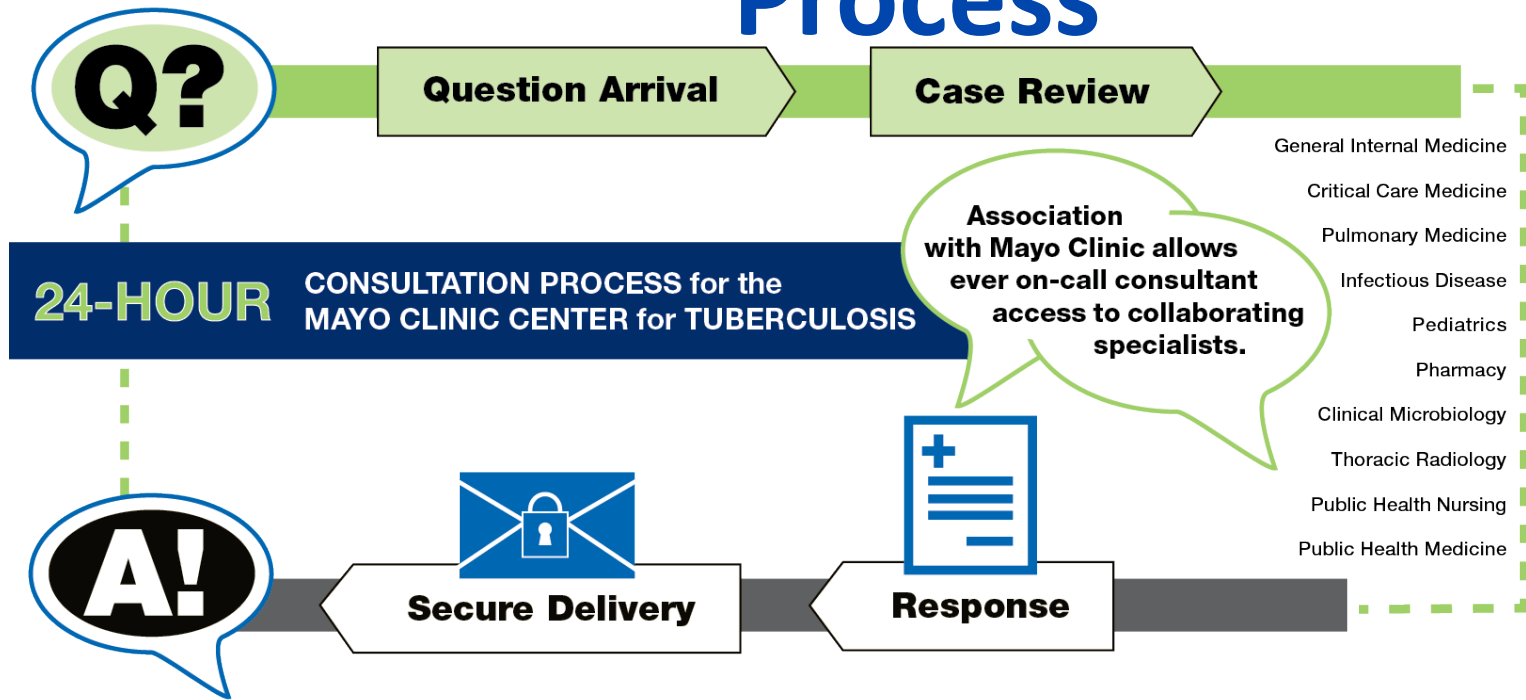 Process
Q?
Question Arrival
Case Review
General Internal Medicine
Critical Care Medicine
Pulmonary Medicine
Infectious Disease
Pediatrics
Pharmacy
Clinical Microbiology
Thoracic Radiology
Public Health Nursing
Public Health Medicine
Association
with Mayo Clinic allows
ever on-call consultant
access to collaborating
specialists.
24-HOUR
CONSULTATION PROCESS for the
MAYO CLINIC CENTER for TUBERCULOSIS
A!
Secure Delivery
Response